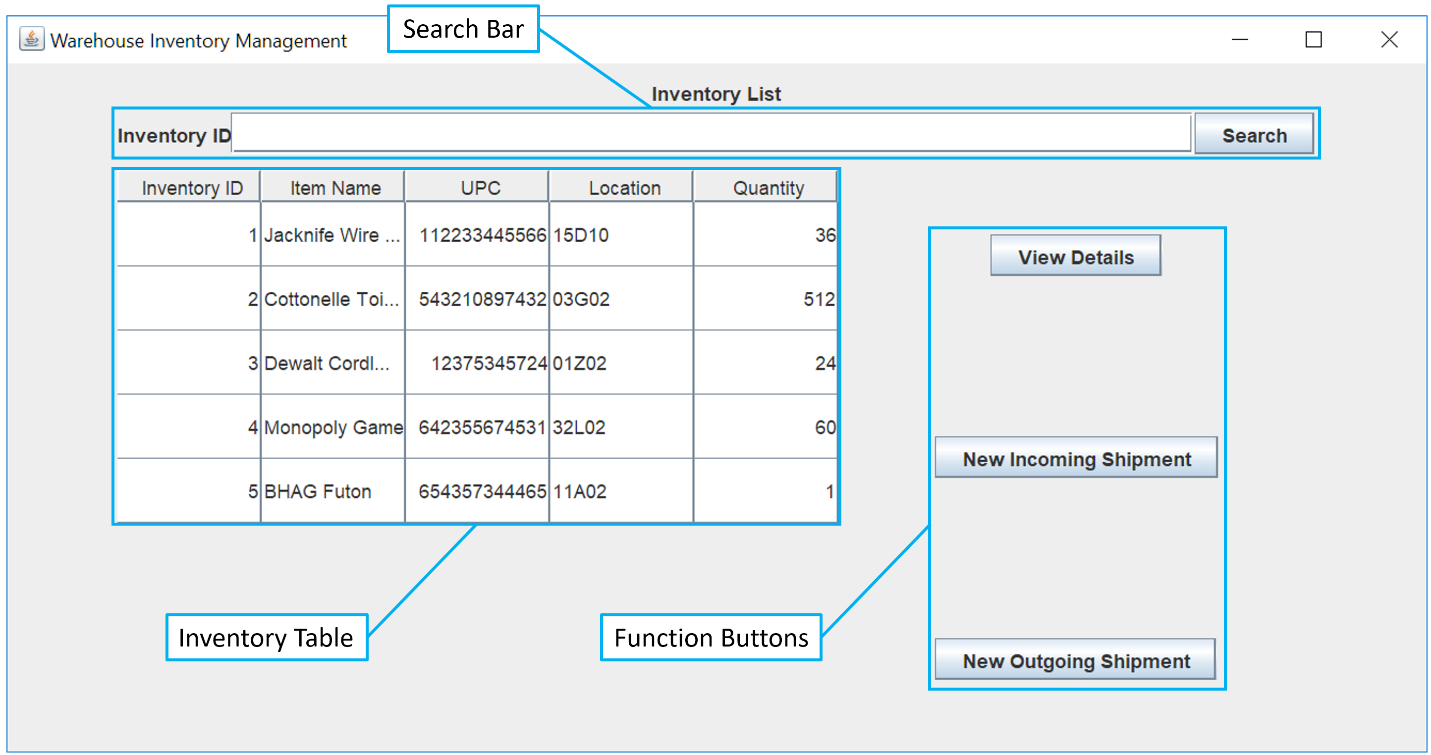 Search Bar
Warehouse Inventory Management
Inventory List
Inventory ID Search
Inventory ID Item Name UPC Location Quantity
1 Jacknife Wire ... 112233445566 15D10 36
2 Cottonelle Toi... 543210897432 03G02 512
3 Dewalt Cordl... 12375345724 01Z02 24
4 Monopoly Game 642355674531 32L02 60
5 BHAG Futon 654357344465 11A02 1
View Details
New Incoming Shipment
New Outgoing Shipment
Inventory Table
Function Buttons